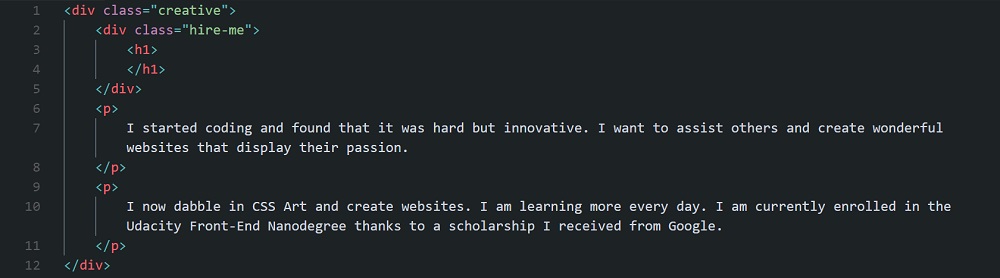 1 <div class="creative">
2 <div class="hire-me">
3 <h1>
4 </h1>
5 </div>
6 <p>
7 I started coding and found that it was hard but innovative. I want to assist others and create wonderful
websites that display their passion.
8 </p>
9 <p>
10 I now dabble in CSS Art and create websites. I am learning more every day. I am currently enrolled in the
Udacity Front-End Nanodegree thanks to a scholarship I received from Google.
11 </p>
12 </div>